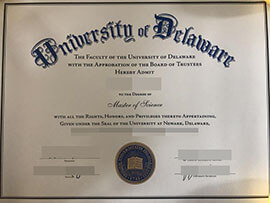 University of Delaware
The Faculty of the University of Delaware
with the Approbation of the Board of Trustees
Hereby Admit
to the Degree of
Master of Science
with all the Rights, Honors, and Privileges thereto Appertaining.
Given under the Seal of the University at Newark, Delaware,